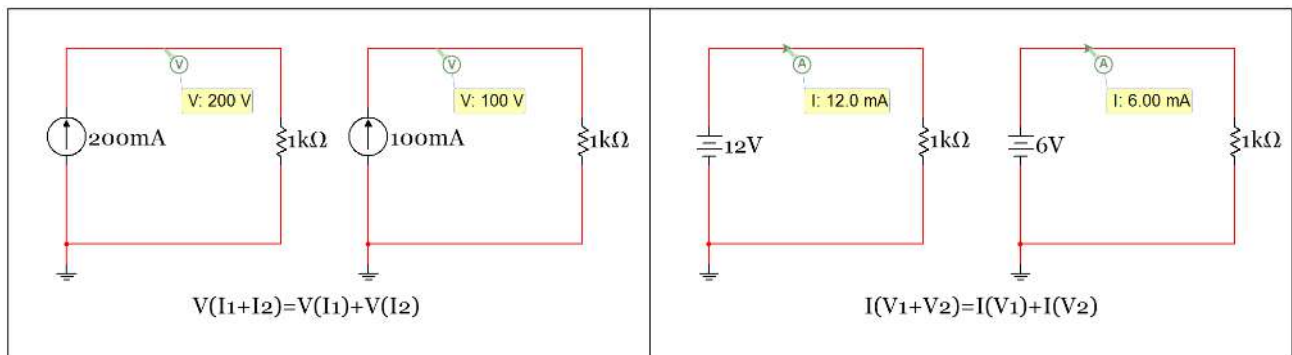 V
V
V: 200 V
V: 100 V
200mA
1kΩ
100mA
1kΩ
V(I1+I2)=V(I1)+V(I2)
A
A
I: 12.0 mA
I: 6.00 mA
12V
1kΩ
6V
1kΩ
I(V1+V2)=I(V1)+I(V2)